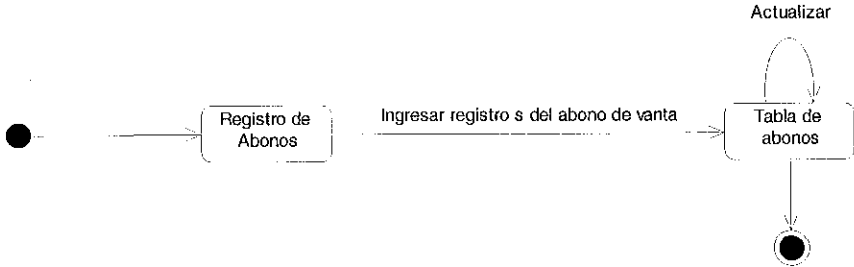 Actualizar
Registro de
Abonos
Ingresar registro s del abono de vanta
Tabla de
abonos